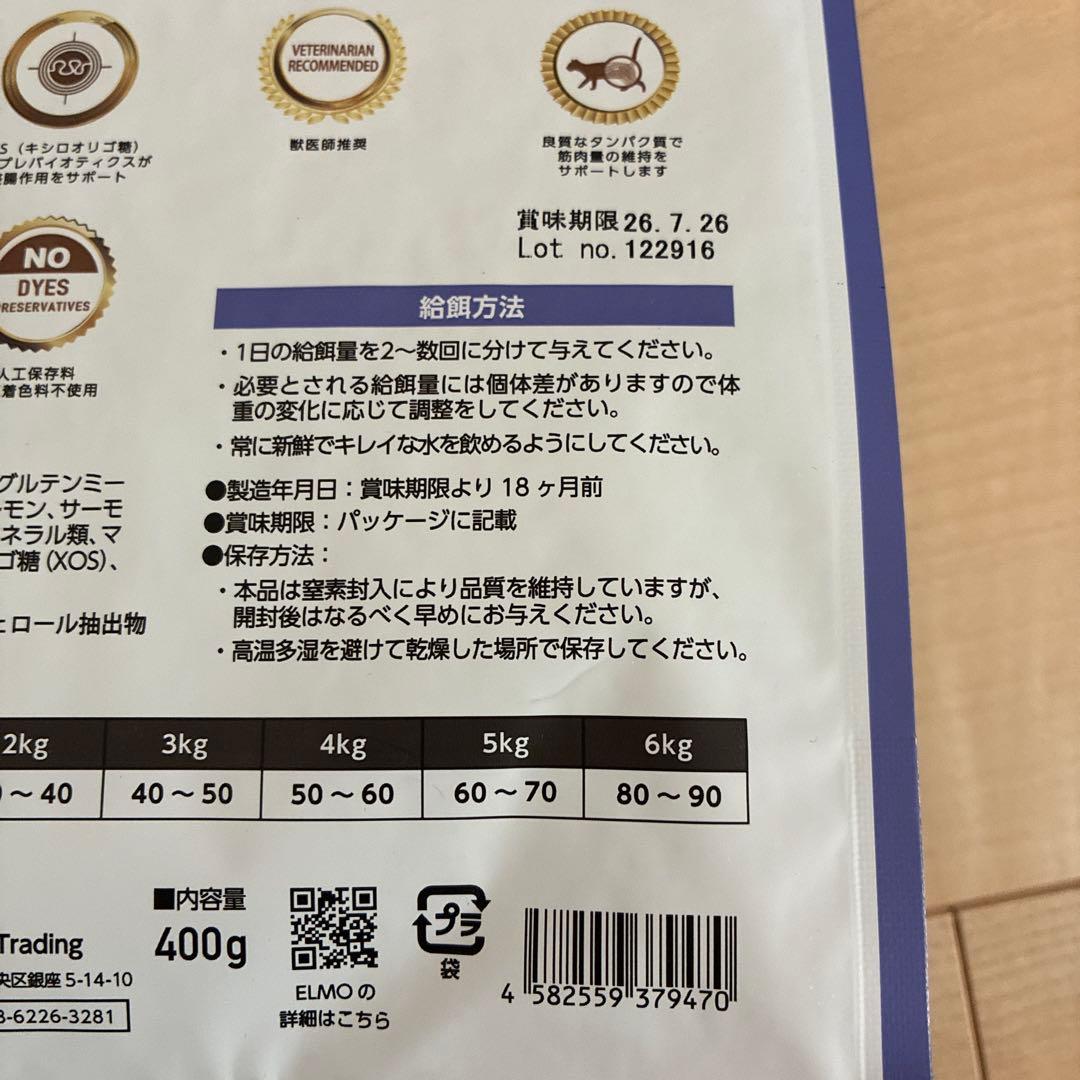 S（キシロオリゴ糖）
プレバイオティクスが
腸作用をサポート
VETERINARIAN
RECOMMENDED
獣医師推奨
良質なタンパク質で
筋肉量の維持を
サポートします
賞味期限 26. 7. 26
Lot no. 122916
NO
DYES
RESERVATIVES
人工保存料
着色料不使用
給餌方法
・1日の給餌量を2～数回に分けて与えてください。
・必要とされる給餌量には個体差がありますので体
重の変化に応じて調整をしてください。
・常に新鮮でキレイな水を飲めるようにしてください。
グルテンミー
モン、サーモ
ネラル類、マ
ゴ糖（XOS）、
ェロール抽出物
●製造年月日：賞味期限より 18 ヶ月前
●賞味期限：パッケージに記載
●保存方法：
・本品は窒素封入により品質を維持していますが、
開封後はなるべく早めにお与えください。
・高温多湿を避けて乾燥した場所で保存してください。
2kg 3kg 4kg 5kg 6kg
～ 40 40 ～ 50 50 ～ 60 60 ～ 70 80 ～ 90
Trading
央区銀座 5-14-10
-6226-3281
■内容量
400g
ELMO の
詳細はこちら
プラ
袋
4 582559 379470